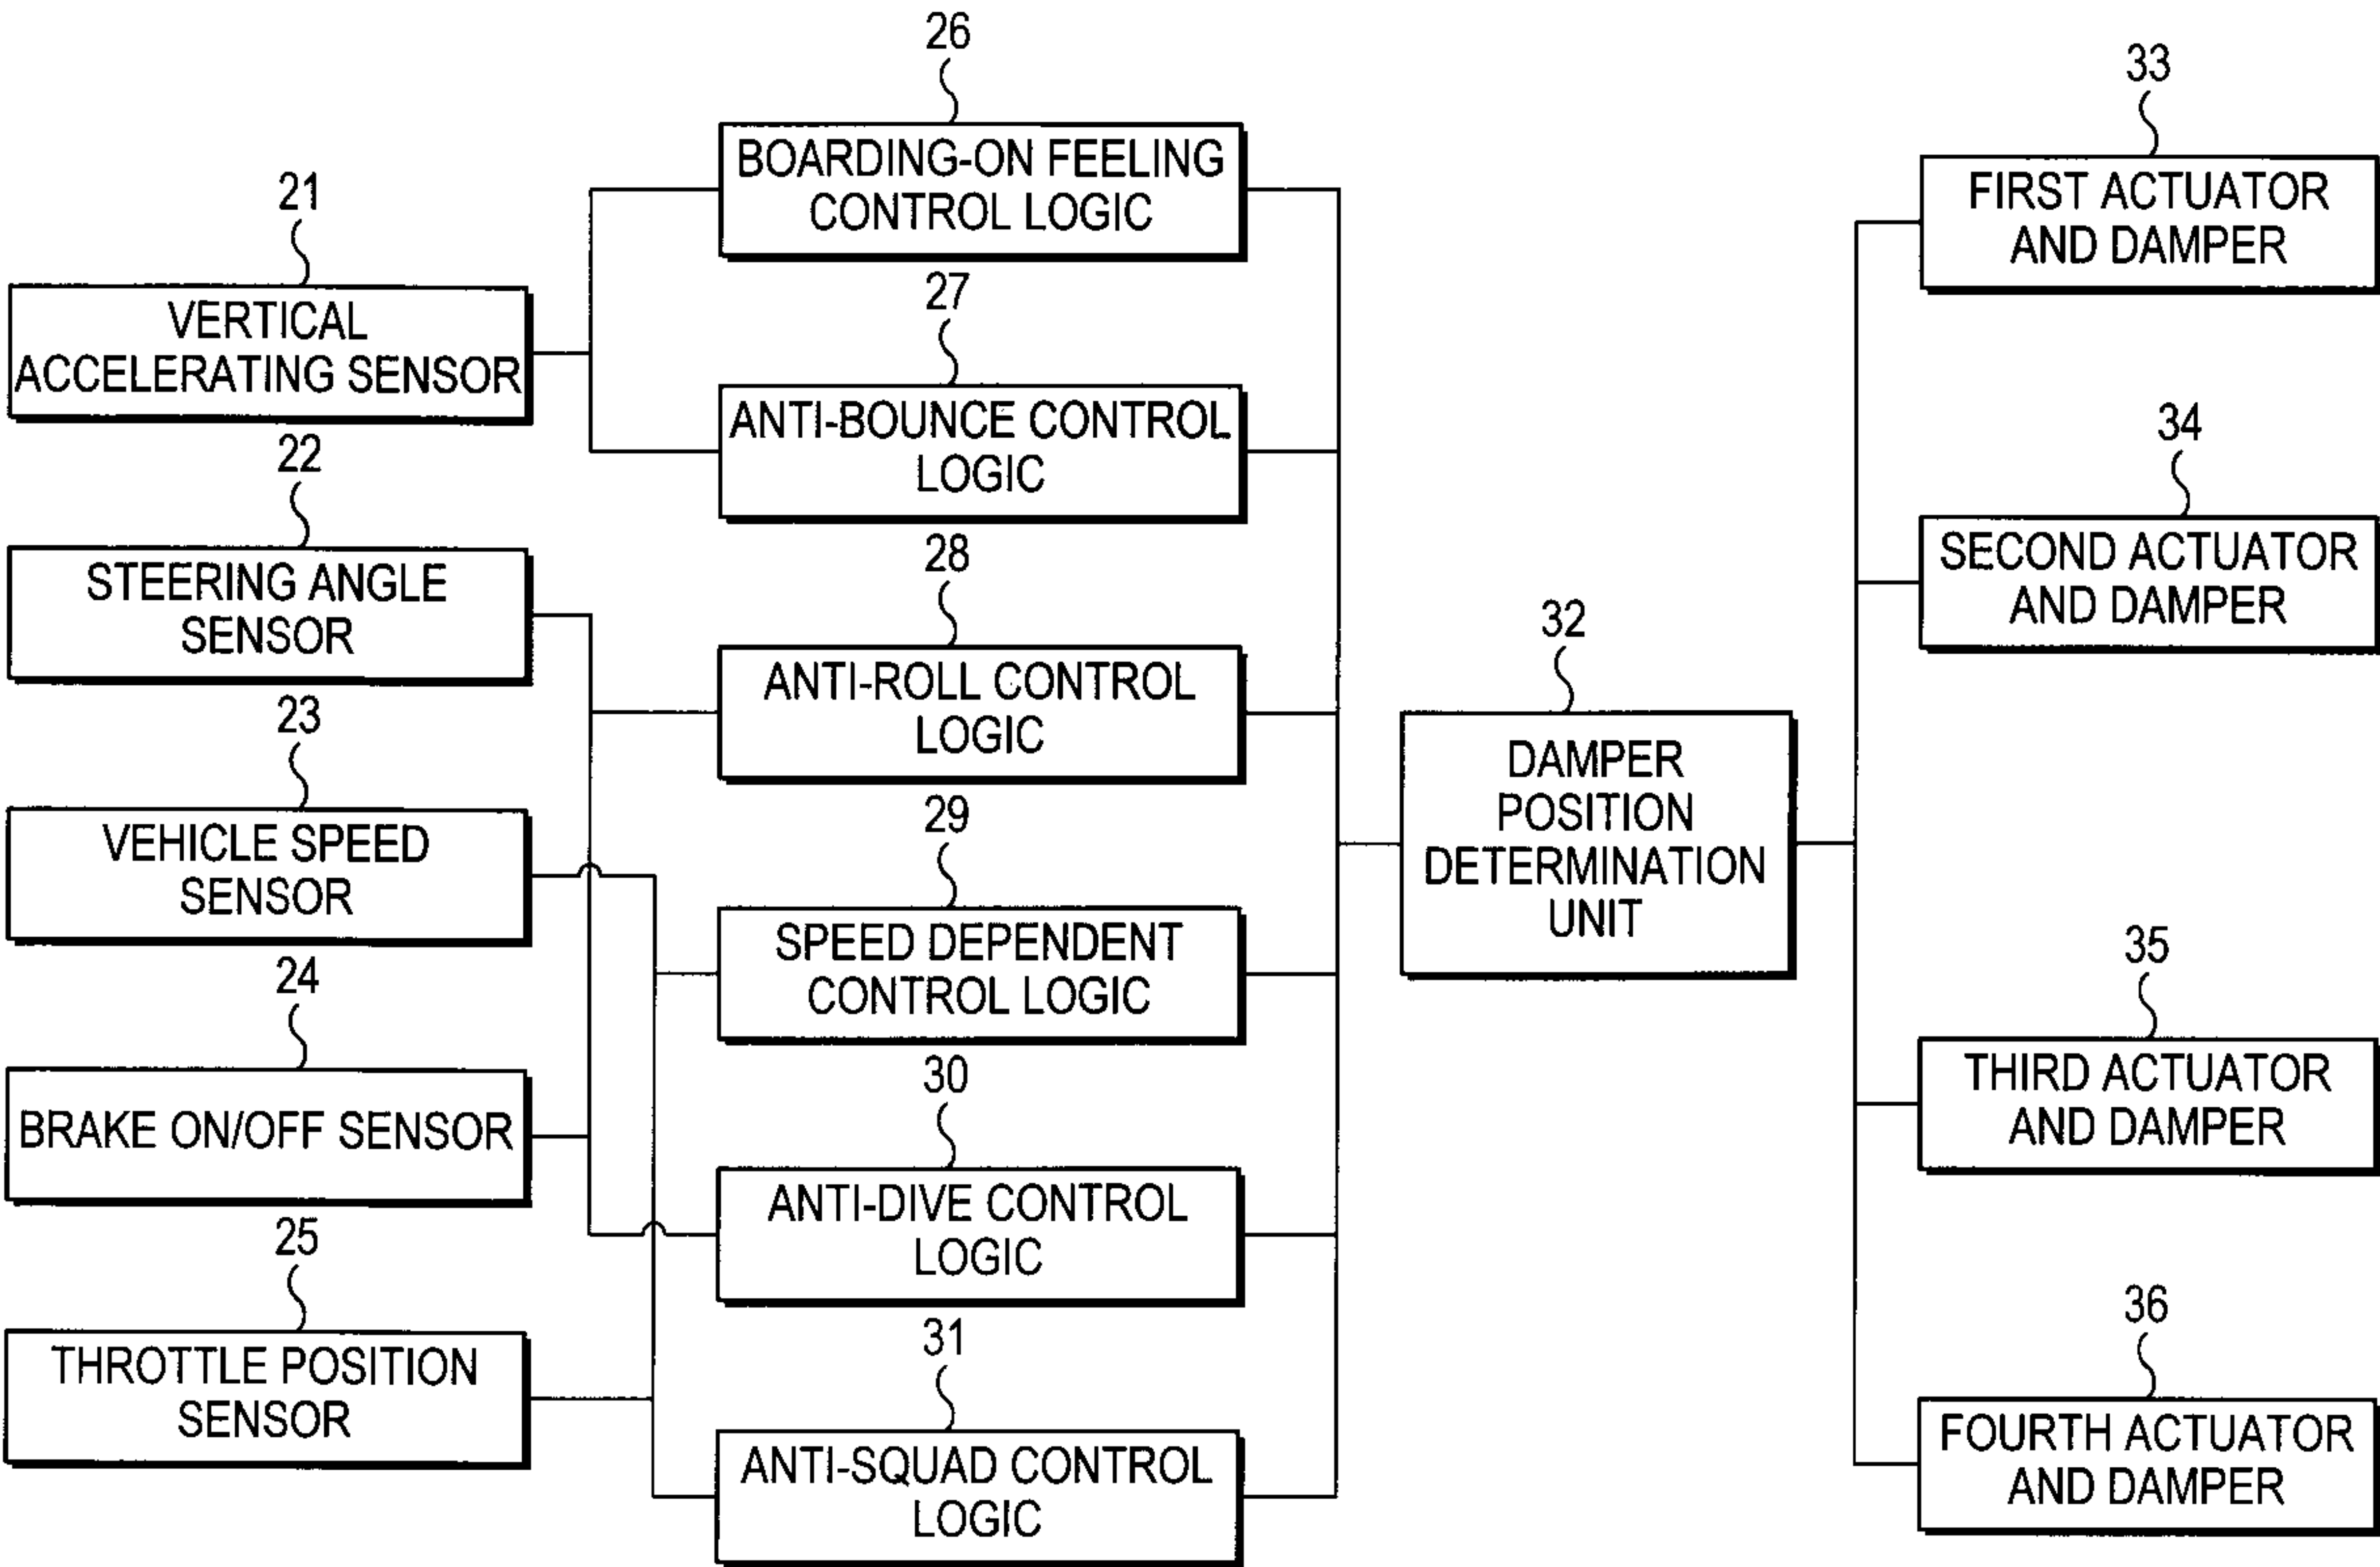 21
VERTICAL
ACCELERATING SENSOR
22
STEERING ANGLE
SENSOR
23
VEHICLE SPEED
SENSOR
24
BRAKE ON/OFF SENSOR
25
THROTTLE POSITION
SENSOR
26
BOARDING-ON FEELING
CONTROL LOGIC
27
ANTI-BOUNCE CONTROL
LOGIC
28
ANTI-ROLL CONTROL
LOGIC
29
SPEED DEPENDENT
CONTROL LOGIC
30
ANTI-DIVE CONTROL
LOGIC
31
ANTI-SQUAD CONTROL
LOGIC
32
DAMPER
POSITION
DETERMINATION
UNIT
33
FIRST ACTUATOR
AND DAMPER
34
SECOND ACTUATOR
AND DAMPER
35
THIRD ACTUATOR
AND DAMPER
36
FOURTH ACTUATOR
AND DAMPER